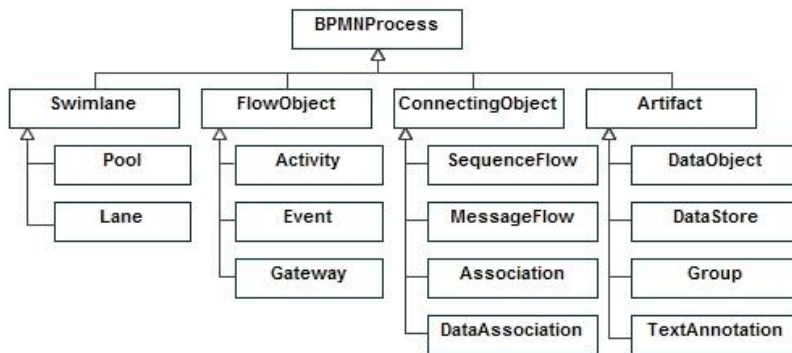 BPMNProcess
Swimlane
FlowObject
ConnectingObject
Artifact
Pool
Activity
SequenceFlow
DataObject
Lane
Event
MessageFlow
DataStore
Gateway
Association
Group
DataAssociation
TextAnnotation